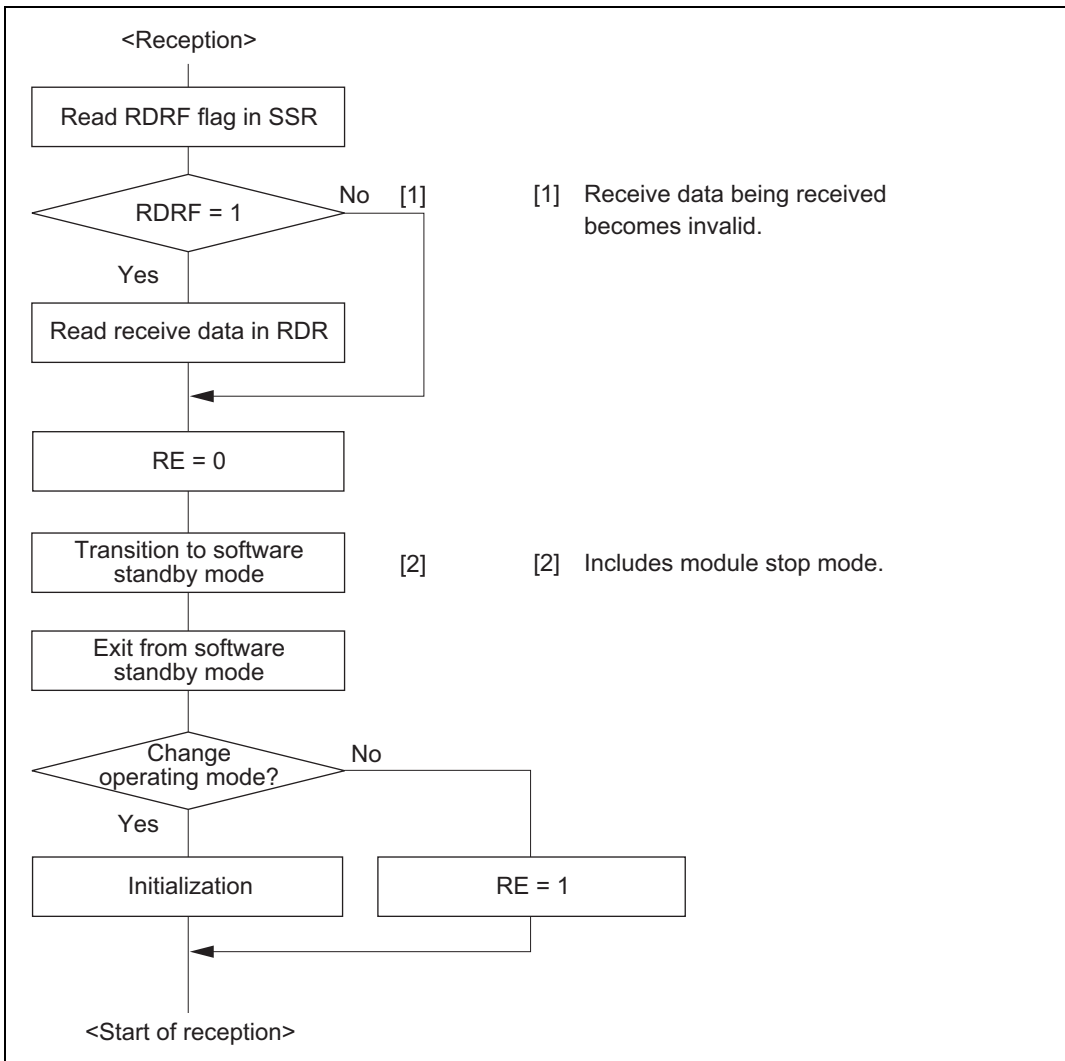 <Reception>
Read RDRF flag in SSR
No [1]
[1] Receive data being received
becomes invalid.
RDRF = 1
Yes
Read receive data in RDR
RE = 0
Transition to software
standby mode
[2]
[2] Includes module stop mode.
Exit from software
standby mode
Change
operating mode?
No
Yes
Initialization
RE = 1
<Start of reception>